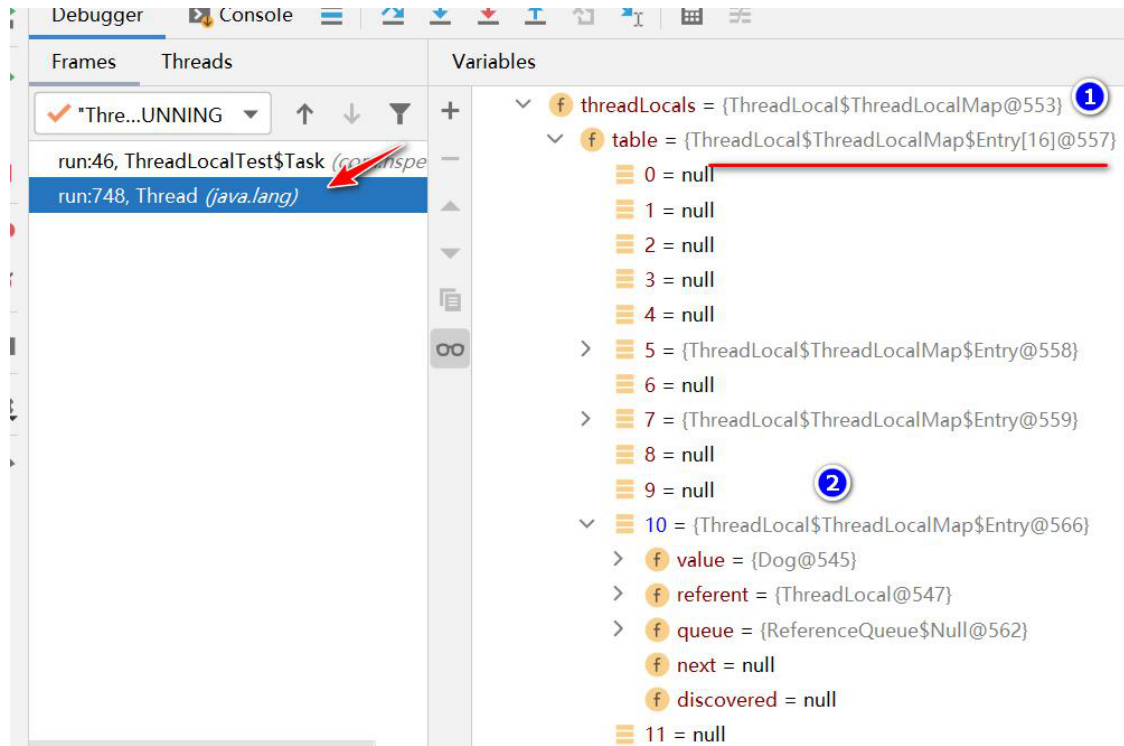 Debugger Console
Frames Threads
Variables
"Thre...UNNING
run:46, ThreadLocalTest$Task
run:748, Thread (java.lang)
threadLocals = {ThreadLocal$ThreadLocalMap@553} 1
table = {ThreadLocal$ThreadLocalMap$Entry[16]@557}
0 = null
1 = null
2 = null
3 = null
4 = null
5 = {ThreadLocal$ThreadLocalMap$Entry@558}
6 = null
7 = {ThreadLocal$ThreadLocalMap$Entry@559}
8 = null
9 = null
2
10 = {ThreadLocal$ThreadLocalMap$Entry@566}
value = {Dog@545}
referent = {ThreadLocal@547}
queue = {ReferenceQueue$Null@562}
next = null
discovered = null
11 = null